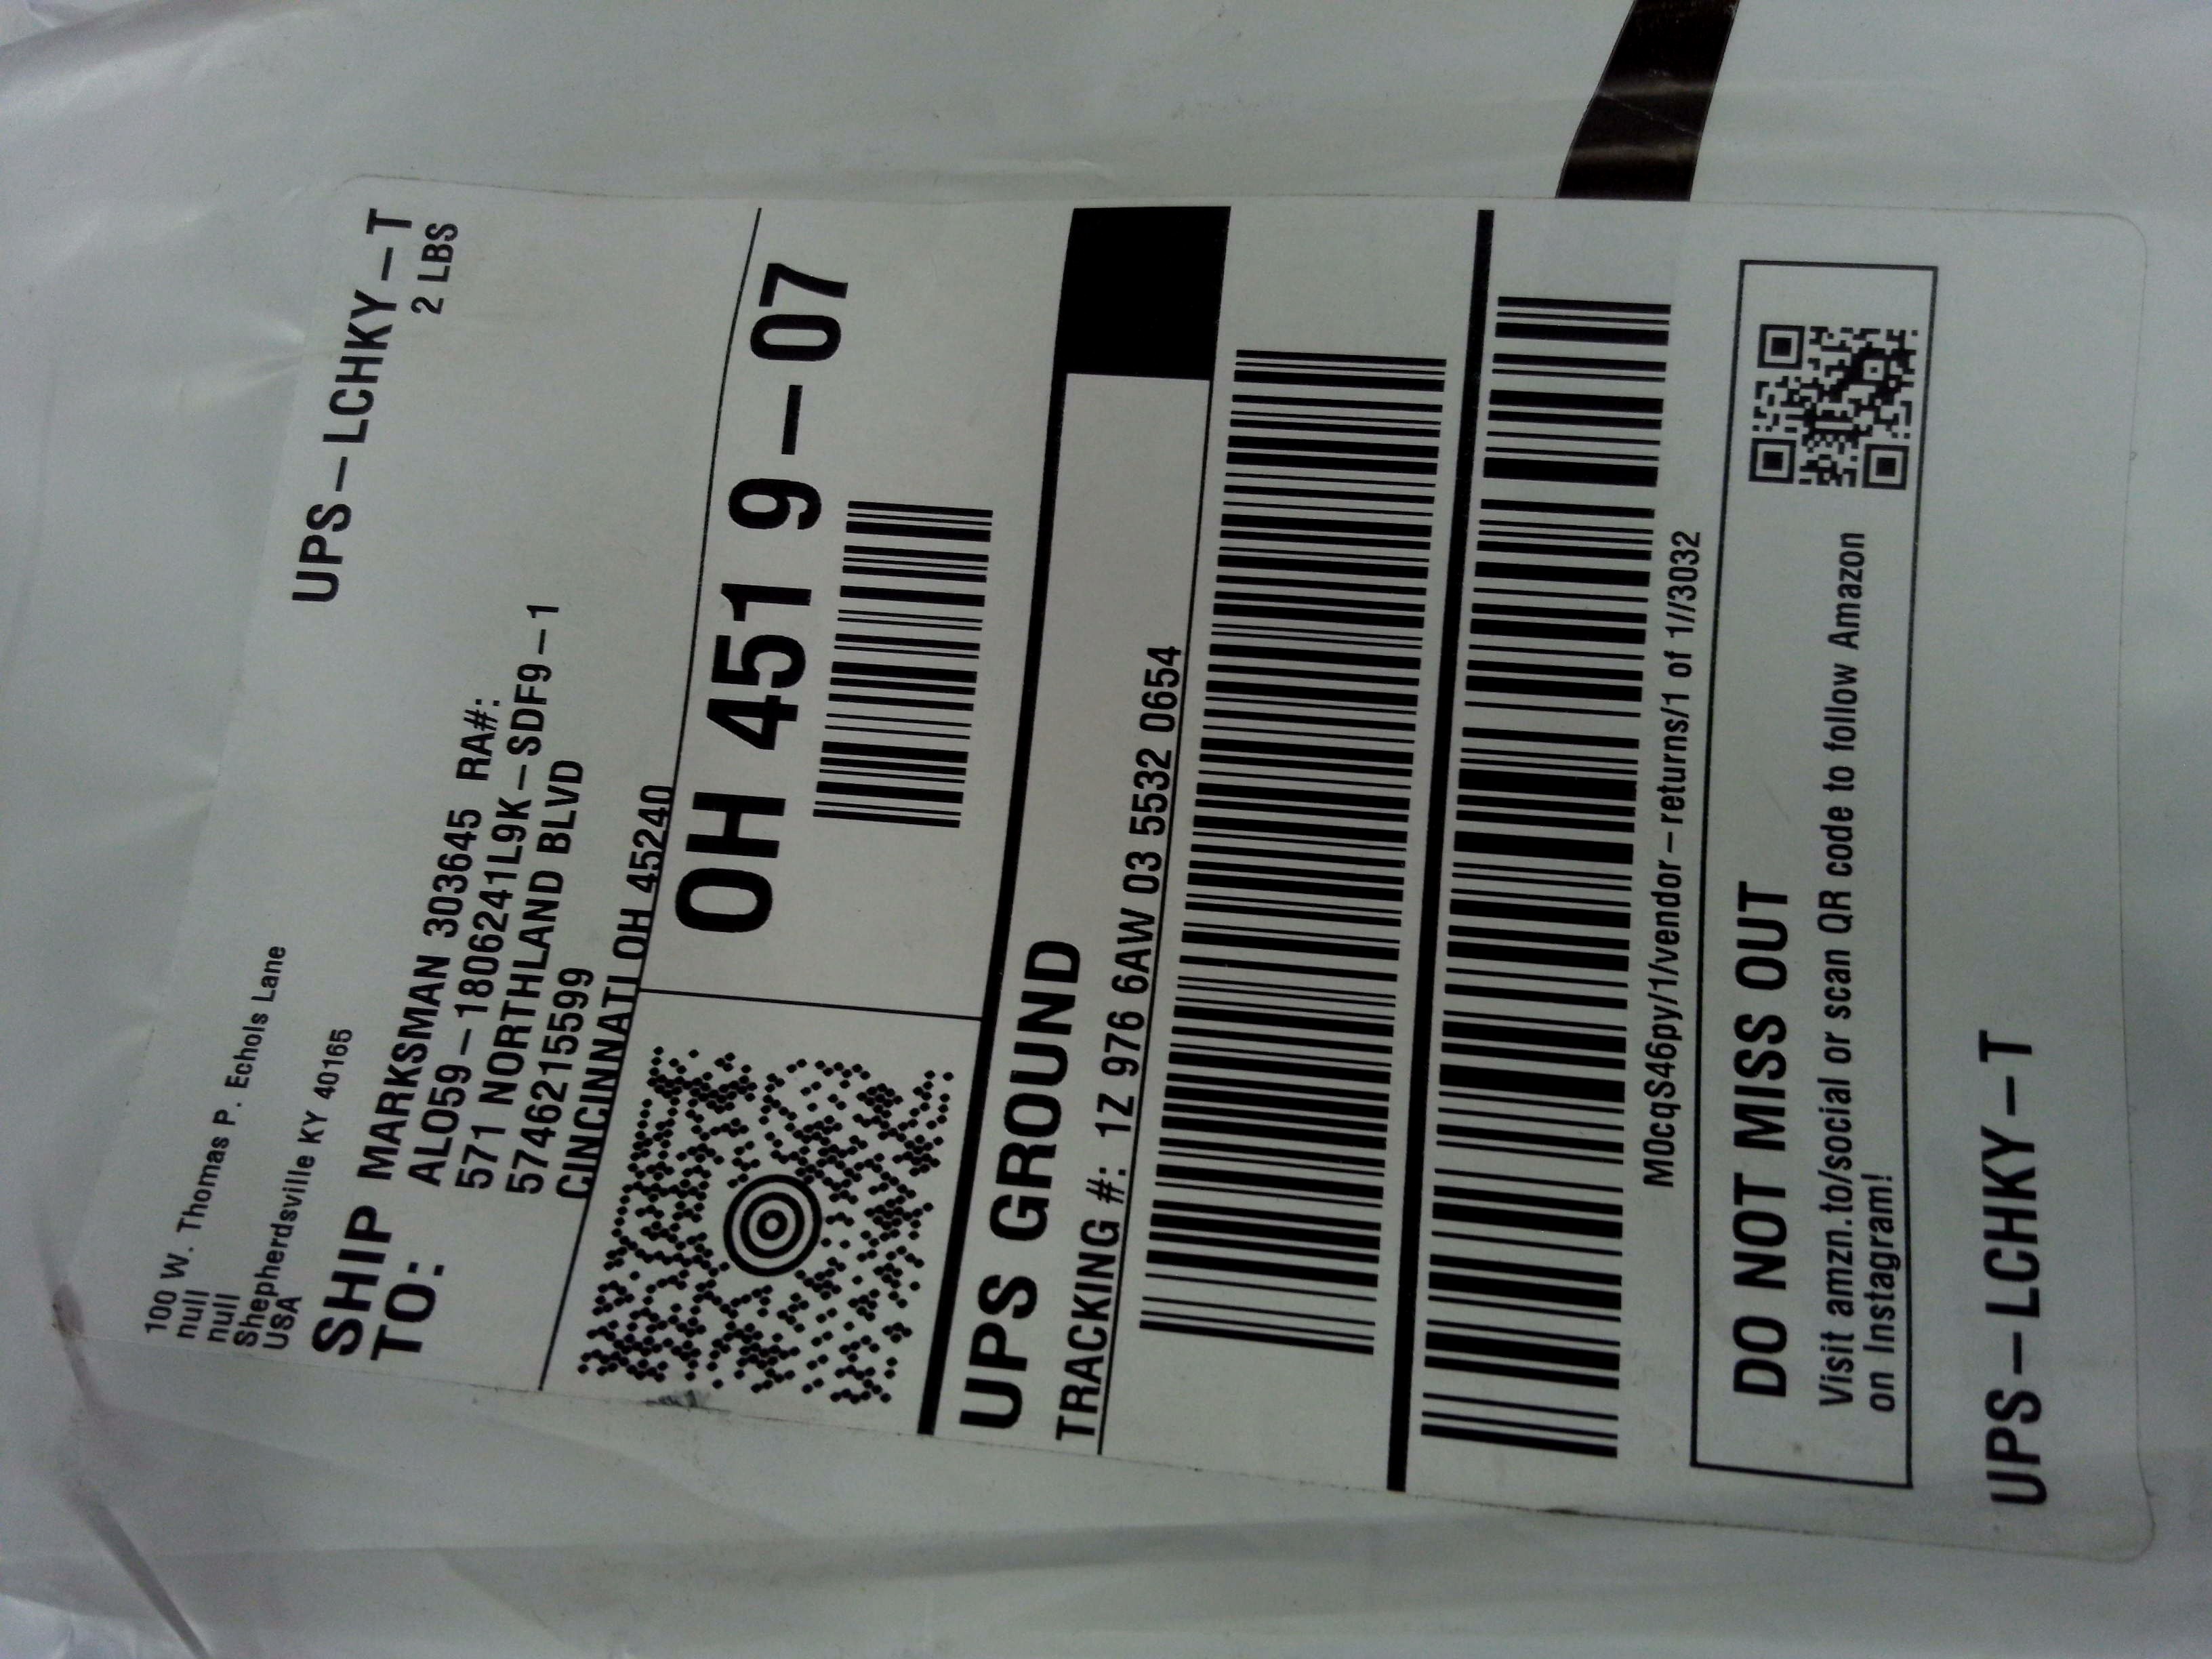 100 W. Thomas P. Echols Lane
null
null
Shepherdsville KY 40165
USA
UPS-LCHKY-T
2 LBS
SHIP
TO:
MARKSMAN 303645 RA#:
ALO59-1806241L9K-SDF9-1
571 NORTHLAND BLVD
5746215599
CINCINNATI OH 45240
OH 451 9-07
UPS GROUND
TRACKING #: 1Z 976 6AW 03 5532 0654
M0cqS46py/1/vendor-returns/1 of 1//3032
DO NOT MISS OUT
Visit amzn.to/social or scan QR code to follow Amazon
on Instagram!
UPS-LCHKY-T